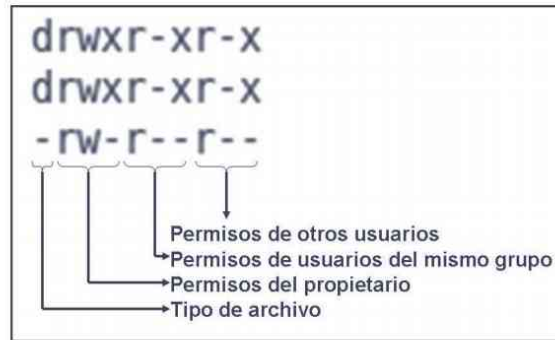 drwxr-xr-x
drwxr-xr-x
-rw-r--r--
Permisos de otros usuarios
Permisos de usuarios del mismo grupo
Permisos del propietario
Tipo de archivo